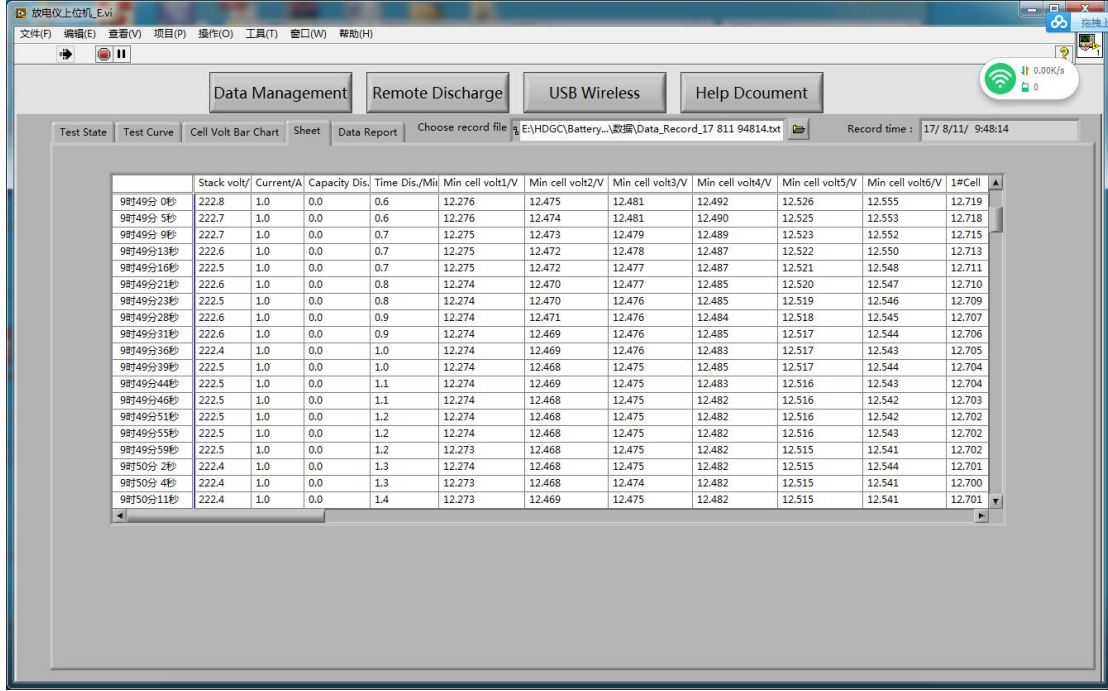 放电仪上位机_E.vi
文件(F) 编辑(E) 查看(V) 项目(P) 操作(O) 工具(T) 窗口(W) 帮助(H)
拖拽上
0.00K/s
0
Data Management Remote Discharge USB Wireless Help Dcoument
Test State Test Curve Cell Volt Bar Chart Sheet Data Report Choose record file E:\HDGC\Battery...\数据\Data_Record_17 811 94814.txt Record time : 17/ 8/11/ 9:48:14
Stack volt/ Current/A Capacity Dis. Time Dis./Min Min cell volt1/V Min cell volt2/V Min cell volt3/V Min cell volt4/V Min cell volt5/V Min cell volt6/V 1#Cell
9时49分 0秒 222.8 1.0 0.0 0.6 12.276 12.475 12.481 12.492 12.526 12.555 12.719
9时49分 5秒 222.7 1.0 0.0 0.6 12.276 12.474 12.481 12.490 12.525 12.553 12.718
9时49分 9秒 222.7 1.0 0.0 0.7 12.275 12.473 12.479 12.489 12.523 12.552 12.715
9时49分13秒 222.6 1.0 0.0 0.7 12.275 12.472 12.478 12.487 12.522 12.550 12.713
9时49分16秒 222.5 1.0 0.0 0.7 12.275 12.472 12.477 12.487 12.521 12.548 12.711
9时49分21秒 222.6 1.0 0.0 0.8 12.274 12.470 12.477 12.485 12.520 12.547 12.710
9时49分23秒 222.5 1.0 0.0 0.8 12.274 12.470 12.476 12.485 12.519 12.546 12.709
9时49分28秒 222.6 1.0 0.0 0.9 12.274 12.471 12.476 12.484 12.518 12.545 12.707
9时49分31秒 222.6 1.0 0.0 0.9 12.274 12.469 12.476 12.485 12.517 12.544 12.706
9时49分36秒 222.4 1.0 0.0 1.0 12.274 12.469 12.476 12.483 12.517 12.543 12.705
9时49分39秒 222.5 1.0 0.0 1.0 12.274 12.468 12.475 12.485 12.517 12.544 12.704
9时49分44秒 222.5 1.0 0.0 1.1 12.274 12.469 12.475 12.483 12.516 12.543 12.704
9时49分46秒 222.5 1.0 0.0 1.1 12.274 12.468 12.475 12.482 12.516 12.542 12.703
9时49分51秒 222.5 1.0 0.0 1.2 12.274 12.468 12.475 12.482 12.516 12.542 12.702
9时49分55秒 222.5 1.0 0.0 1.2 12.274 12.468 12.475 12.482 12.516 12.543 12.702
9时49分59秒 222.5 1.0 0.0 1.2 12.273 12.468 12.475 12.482 12.515 12.541 12.702
9时50分 2秒 222.4 1.0 0.0 1.3 12.274 12.468 12.475 12.482 12.515 12.544 12.701
9时50分 4秒 222.4 1.0 0.0 1.3 12.273 12.468 12.474 12.482 12.515 12.541 12.700
9时50分11秒 222.4 1.0 0.0 1.4 12.273 12.469 12.475 12.482 12.515 12.541 12.701